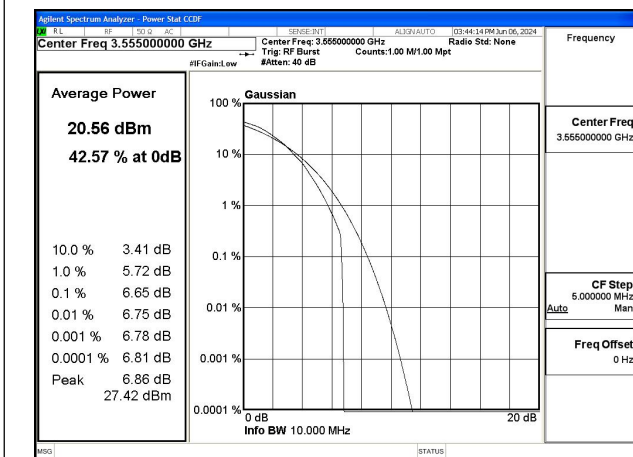 Agilent Spectrum Analyzer - Power Stat CCDF
LXI RL RF 50 Ω AC SENSE:INT ALIGN AUTO 03:44:14 PM Jun 06, 2024
Center Freq 3.555000000 GHz
Center Freq: 3.555000000 GHz Radio Std: None
Trig: RF Burst Counts:1.00 M/1.00 Mpt
#IFGain:Low #Atten: 40 dB
Frequency
Average Power
20.56 dBm
42.57 % at 0dB
10.0 % 3.41 dB
1.0 % 5.72 dB
0.1 % 6.65 dB
0.01 % 6.75 dB
0.001 % 6.78 dB
0.0001 % 6.81 dB
Peak 6.86 dB
27.42 dBm
Gaussian
100 %
10 %
1 %
0.1 %
0.01 %
0.001 %
0.0001 %
0 dB 20 dB
Info BW 10.000 MHz
Center Freq
3.555000000 GHz
CF Step
5.000000 MHz
Auto Man
Freq Offset
0 Hz
MSG STATUS